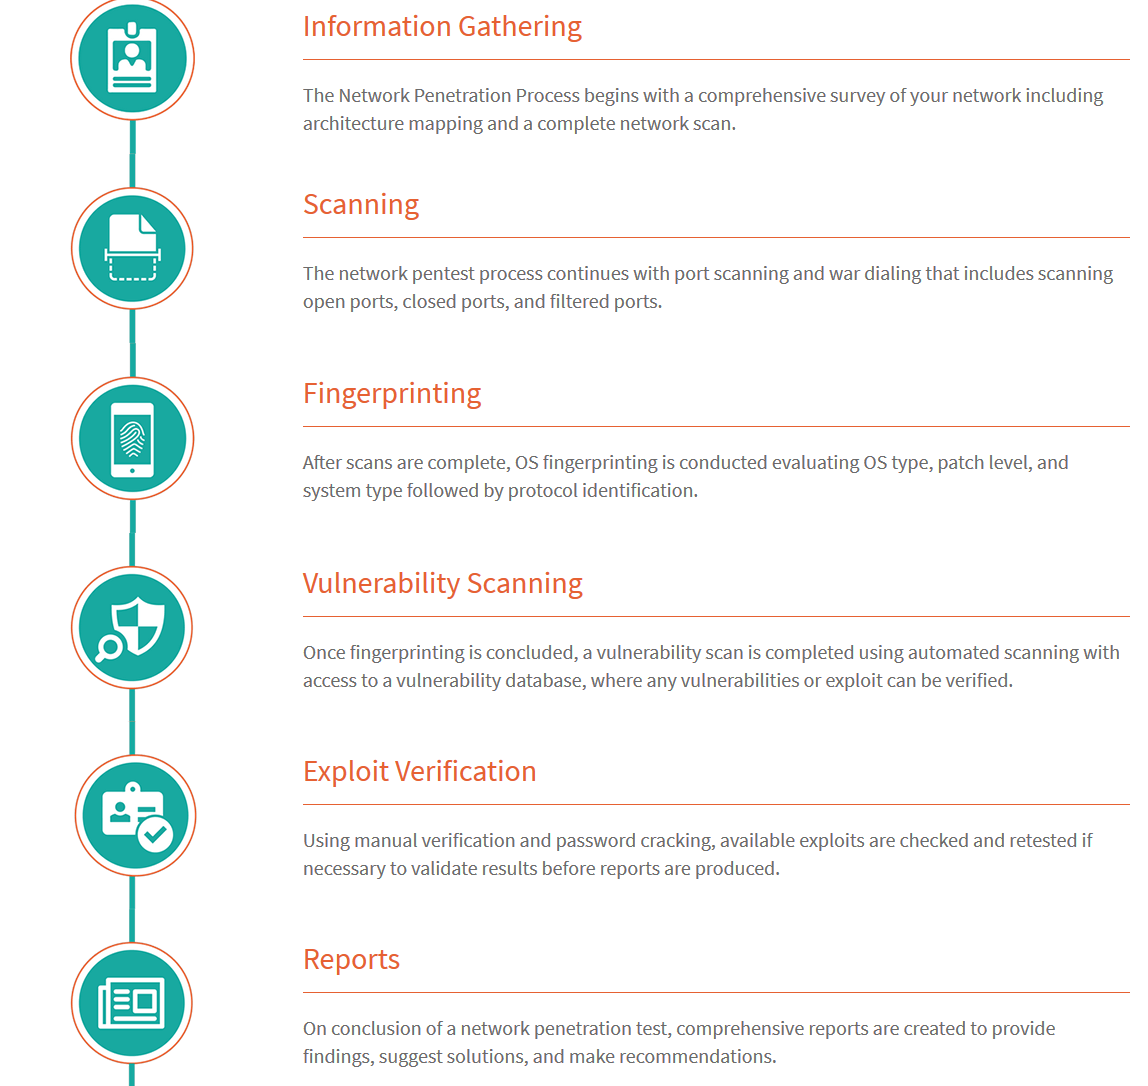 Information Gathering
The Network Penetration Process begins with a comprehensive survey of your network including
architecture mapping and a complete network scan.
Scanning
The network pentest process continues with port scanning and war dialing that includes scanning
open ports, closed ports, and filtered ports.
Fingerprinting
After scans are complete, OS fingerprinting is conducted evaluating OS type, patch level, and
system type followed by protocol identification.
Vulnerability Scanning
Once fingerprinting is concluded, a vulnerability scan is completed using automated scanning with
access to a vulnerability database, where any vulnerabilities or exploit can be verified.
Exploit Verification
Using manual verification and password cracking, available exploits are checked and retested if
necessary to validate results before reports are produced.
Reports
On conclusion of a network penetration test, comprehensive reports are created to provide
findings, suggest solutions, and make recommendations.